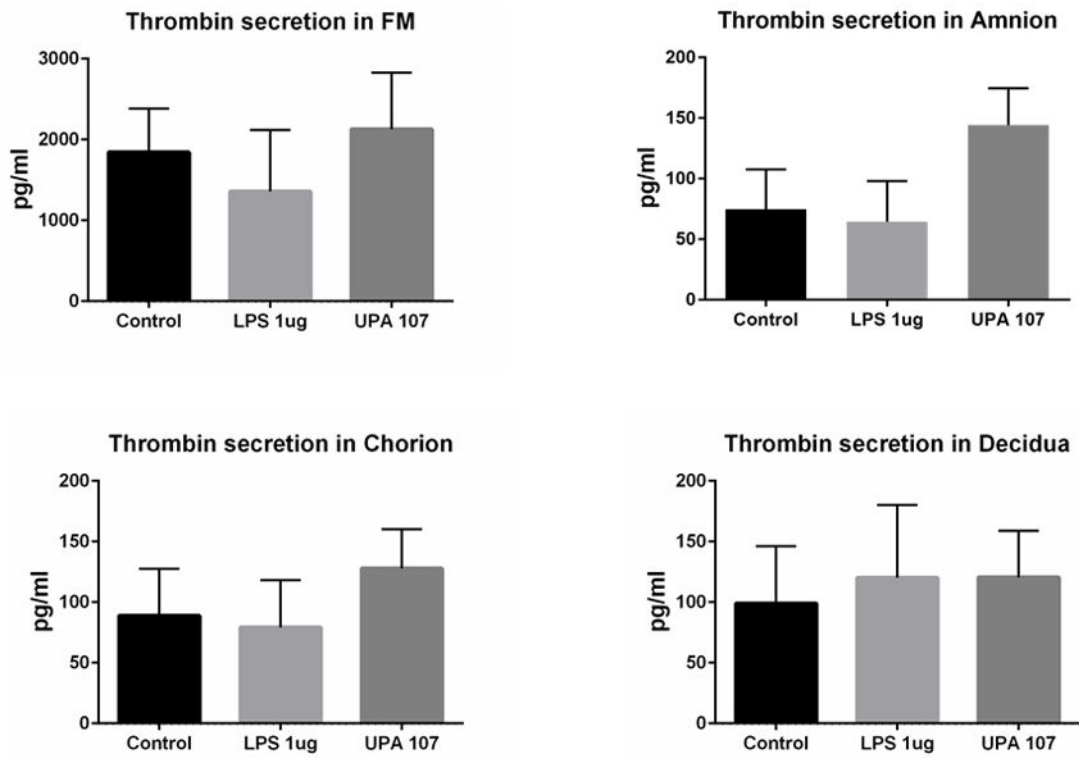 Thrombin secretion in FM
3000
2000
1000
0
pg/ml
Control LPS 1ug UPA 107
Thrombin secretion in Amnion
200
150
100
50
0
pg/ml
Control LPS 1ug UPA 107
Thrombin secretion in Chorion
200
150
100
50
0
pg/ml
Control LPS 1ug UPA 107
Thrombin secretion in Decidua
200
150
100
50
0
pg/ml
Control LPS 1ug UPA 107